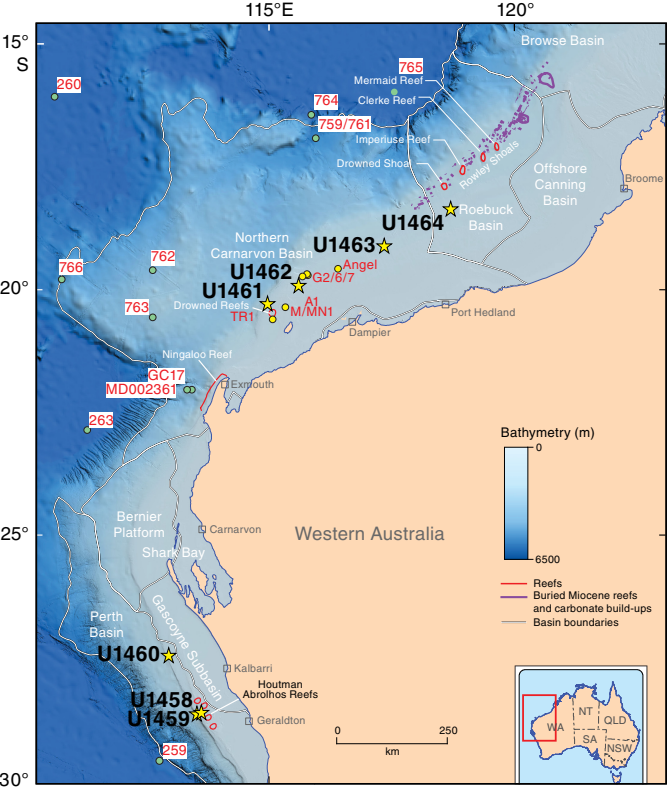 115°E
120°
15°
S
Browse Basin
765
260
Mermaid Reef
Clerke Reef
764
759/761
Imperiuse Reef
Drowned Shoal
Rowley Shoals
Offshore
Canning
Basin
Broome
U1464
Roebuck
Basin
Northern
Carnarvon Basin
U1463
762
766
U1462
Angel
G2/6/7
20°
U1461
Drowned Reefs
A1
M/MN1
763
TR1
Port Hedland
Dampier
Ningaloo Reef
GC17
MD002361
Exmouth
263
Bathymetry (m)
0
6500
Bernier
Platform
Carnarvon
Western Australia
25°
Shark Bay
Reefs
Buried Miocene reefs
and carbonate build-ups
Basin boundaries
Perth
Basin
Gascoyne Subbasin
U1460
Kalbarri
Houtman
Abrolhos Reefs
U1458
U1459
Geraldton
0
250
km
259
30°
WA
NT
QLD
SA
NSW